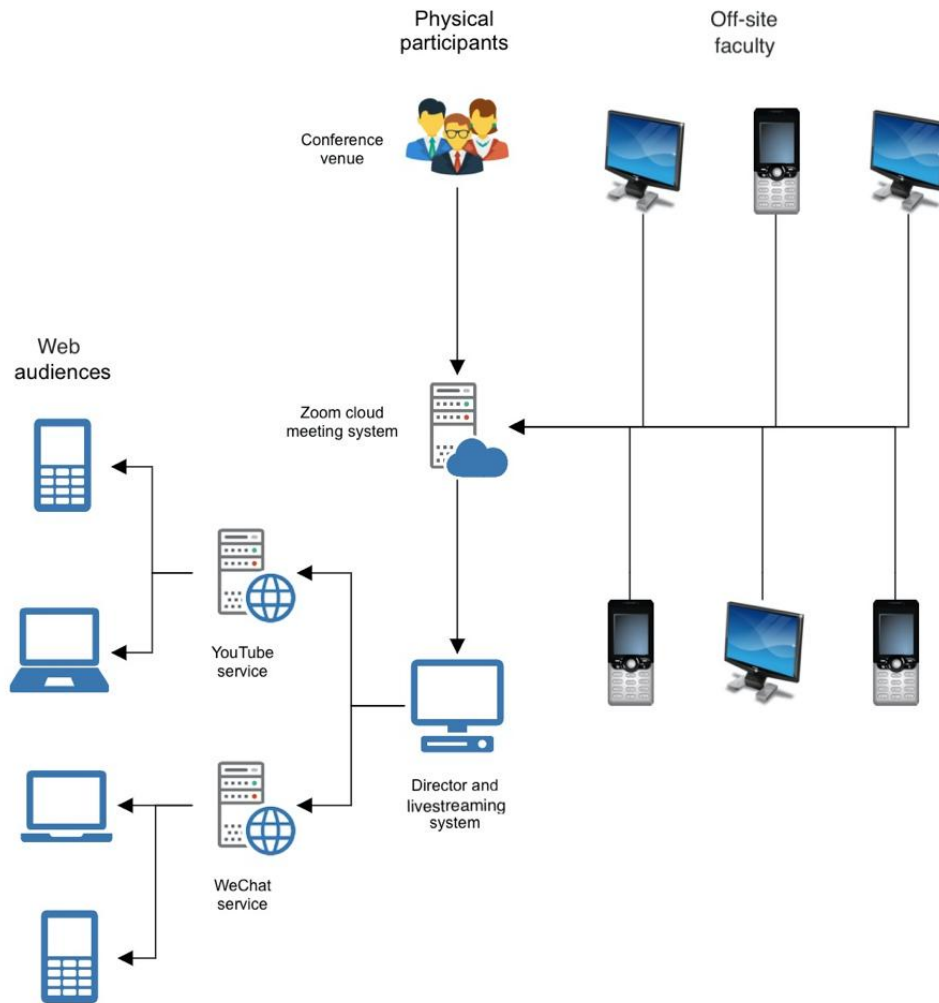 Physical
participants
Off-site
faculty
Conference
venue
Web
audiences
Zoom cloud
meeting system
YouTube
service
Director and
livestreaming
system
WeChat
service